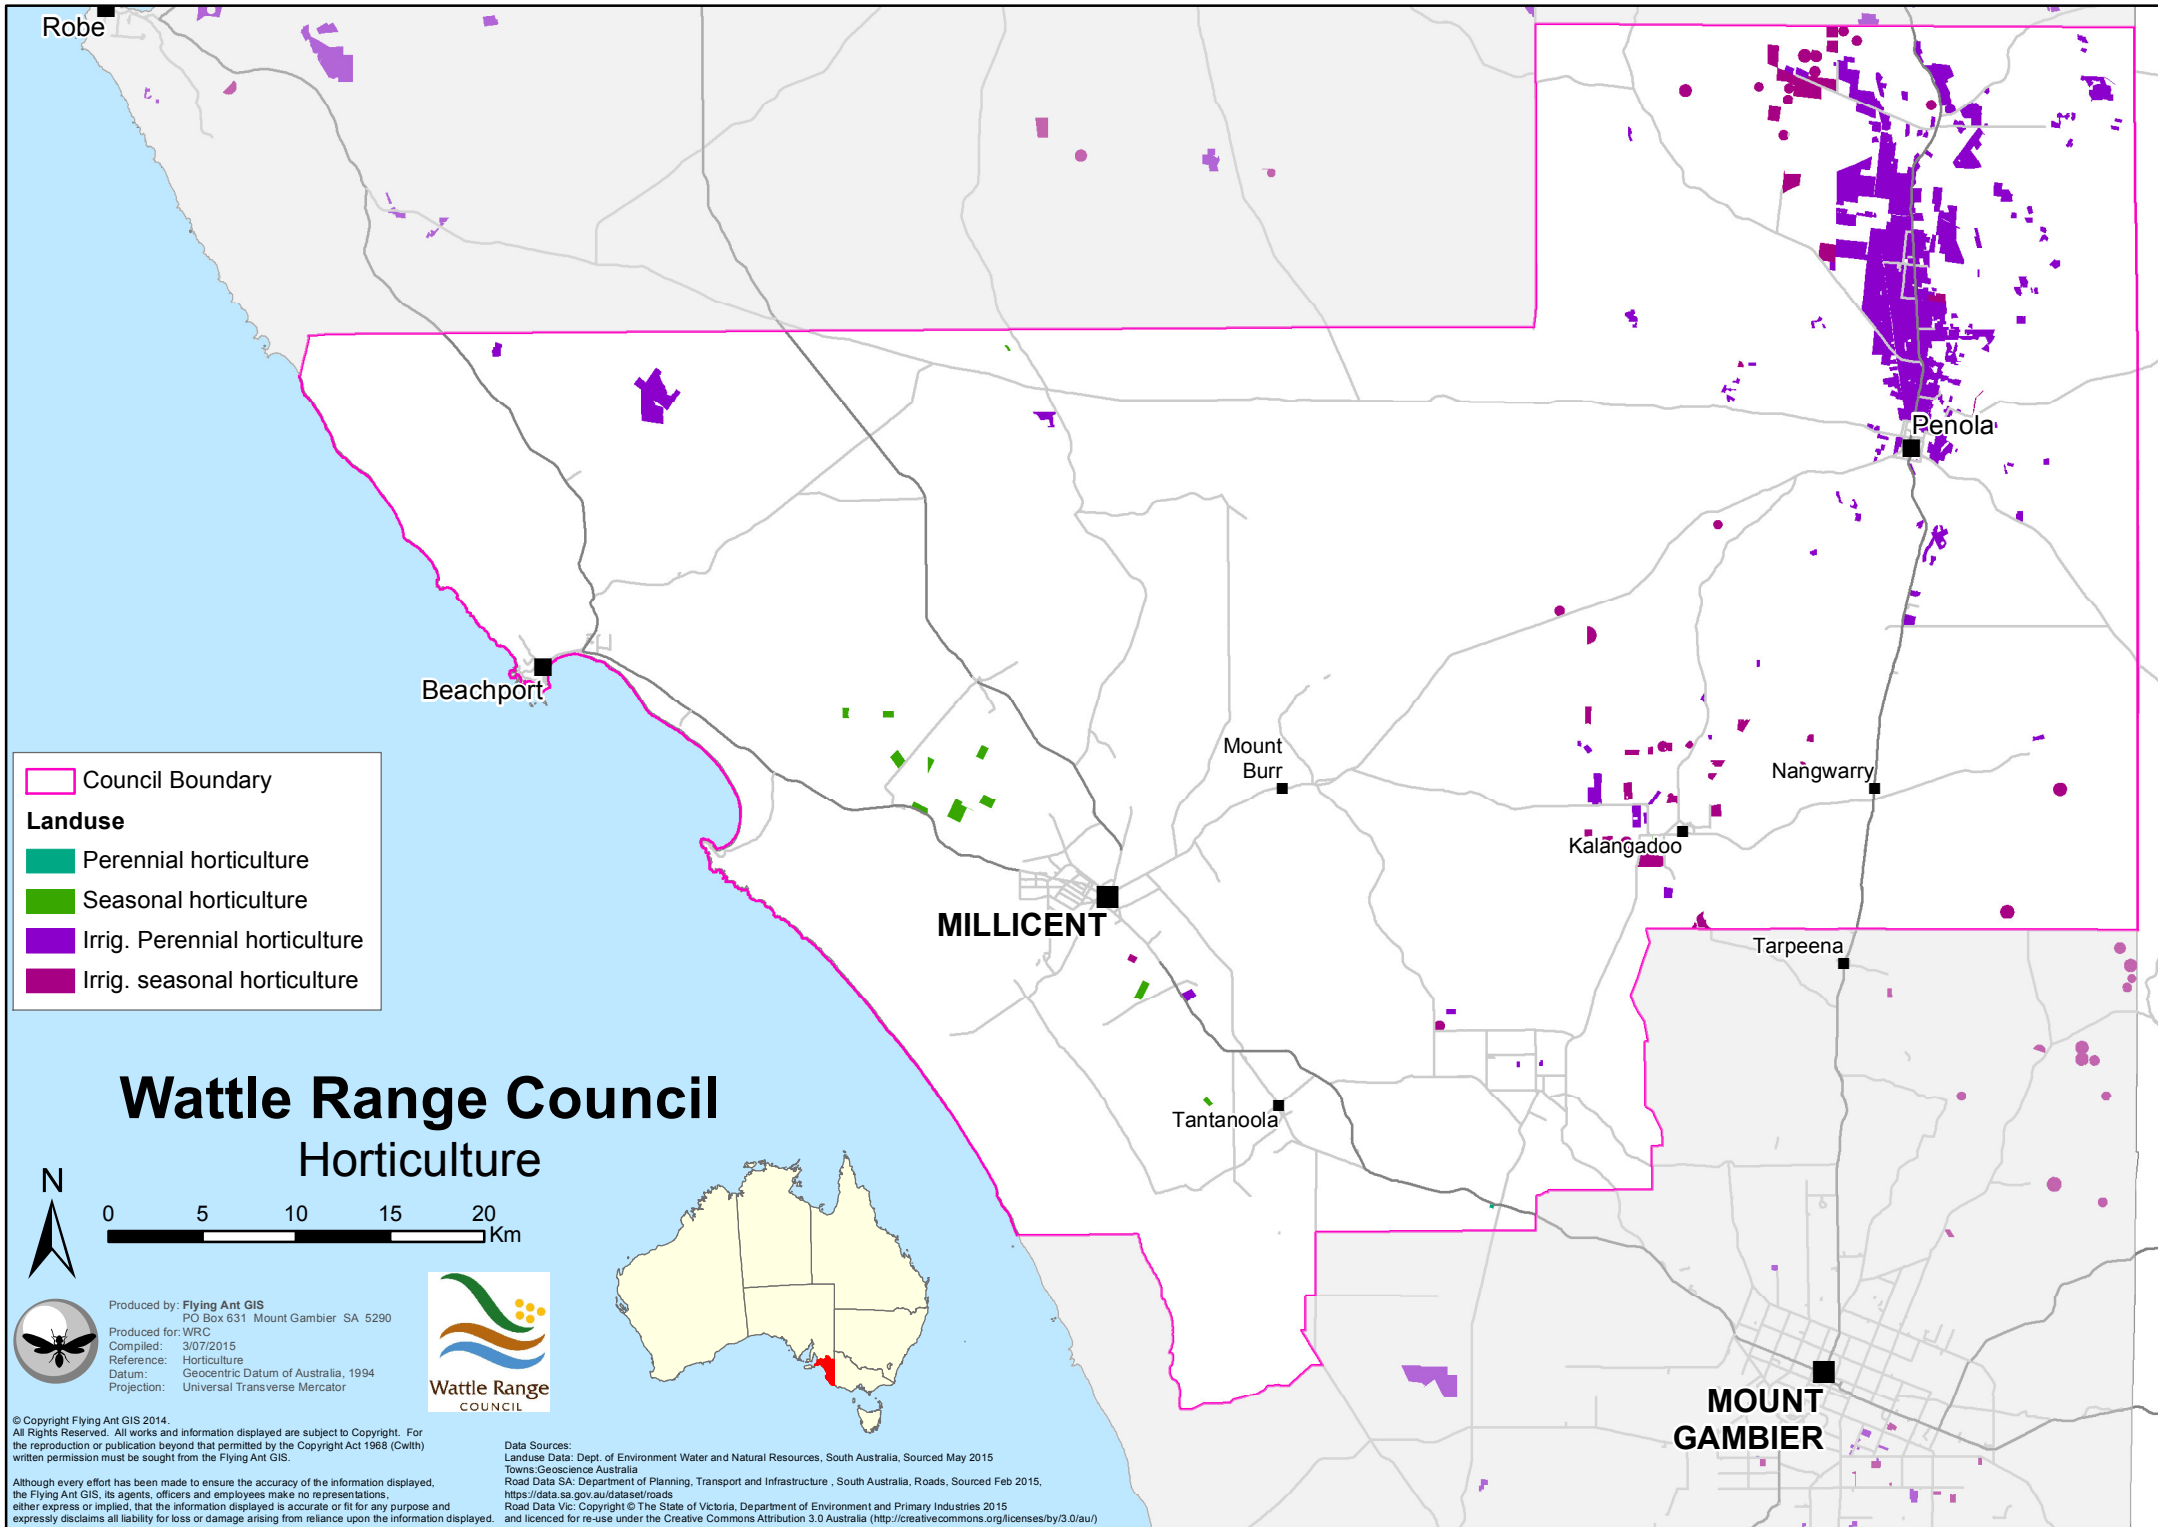 Robe
Penola
Beachport
Mount
Burr
Nangwarry
Kalangadoo
MILLICENT
Tarpeena
Tantanoola
MOUNT
GAMBIER
Council Boundary
Landuse
Perennial horticulture
Seasonal horticulture
Irrig. Perennial horticulture
Irrig. seasonal horticulture
Wattle Range Council
Horticulture
N
0 5 10 15 20
Km
Produced by: Flying Ant GIS
PO Box 631 Mount Gambier SA 5290
Produced for: WRC
Compiled: 3/07/2015
Reference: Horticulture
Datum: Geocentric Datum of Australia, 1994
Projection: Universal Transverse Mercator
Wattle Range
COUNCIL
© Copyright Flying Ant GIS 2014.
All Rights Reserved. All works and information displayed are subject to Copyright. For
the reproduction or publication beyond that permitted by the Copyright Act 1968 (Cwlth)
written permission must be sought from the Flying Ant GIS.
Although every effort has been made to ensure the accuracy of the information displayed,
the Flying Ant GIS, its agents, officers and employees make no representations,
either express or implied, that the information displayed is accurate or fit for any purpose and
expressly disclaims all liability for loss or damage arising from reliance upon the information displayed.
Data Sources:
Landuse Data: Dept. of Environment Water and Natural Resources, South Australia, Sourced May 2015
Towns:Geoscience Australia
Road Data SA: Department of Planning, Transport and Infrastructure , South Australia, Roads, Sourced Feb 2015,
https://data.sa.gov.au/dataset/roads
Road Data Vic: Copyright © The State of Victoria, Department of Environment and Primary Industries 2015
and licenced for re-use under the Creative Commons Attribution 3.0 Australia (http://creativecommons.org/licenses/by/3.0/au/)